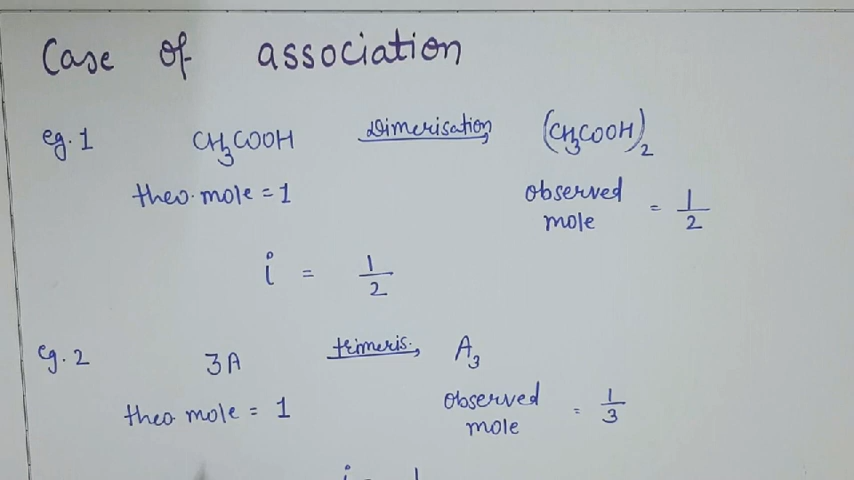 Case of association
eg. 1 CH₃COOH Dimerisation (CH₃COOH)₂
theo. mole = 1 observed mole = 1/2
i = 1/2
eg. 2 3A trimeris. A₃
theo mole = 1 observed mole = 1/3